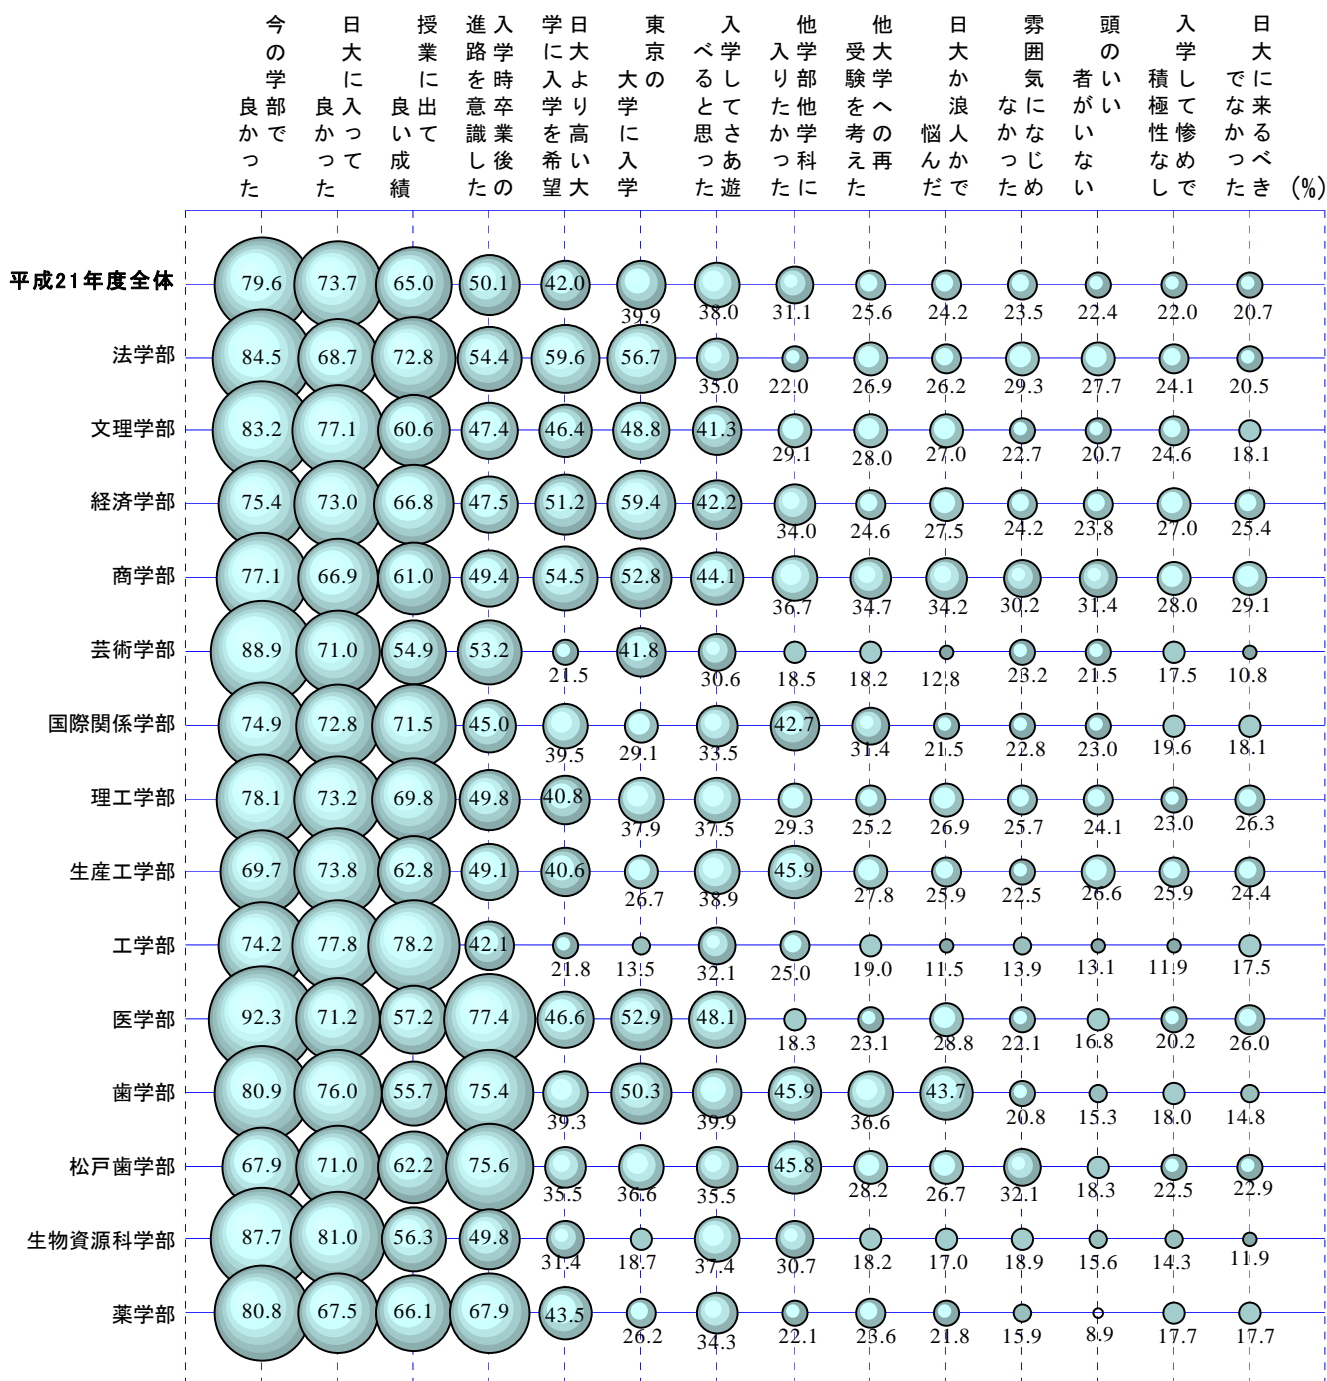 今の学部で
良かった
日大に入って
良かった
授業に出て
良い成績
入学時卒業後の
進路を意識した
日大より高い大
学に入学を希望
東京の
大学に入学
入学してさあ遊
べると思った
他学部他学科に
入りたかった
他大学への再
受験を考えた
日大か浪人かで
悩んだ
雰囲気になじめ
なかった
頭のいい
者がいない
入学して惨めで
積極性なし
日大に来るべき
でなかった
(%)
平成21年度全体 79.6 73.7 65.0 50.1 42.0 39.9 38.0 31.1 25.6 24.2 23.5 22.4 22.0 20.7
法学部 84.5 68.7 72.8 54.4 59.6 56.7 35.0 22.0 26.9 26.2 29.3 27.7 24.1 20.5
文理学部 83.2 77.1 60.6 47.4 46.4 48.8 41.3 29.1 28.0 27.0 22.7 20.7 24.6 18.1
経済学部 75.4 73.0 66.8 47.5 51.2 59.4 42.2 34.0 24.6 27.5 24.2 23.8 27.0 25.4
商学部 77.1 66.9 61.0 49.4 54.5 52.8 44.1 36.7 34.7 34.2 30.2 31.4 28.0 29.1
芸術学部 88.9 71.0 54.9 53.2 21.5 41.8 30.6 18.5 18.2 12.8 23.2 21.5 17.5 10.8
国際関係学部 74.9 72.8 71.5 45.0 39.5 29.1 33.5 42.7 31.4 21.5 22.8 23.0 19.6 18.1
理工学部 78.1 73.2 69.8 49.8 40.8 37.9 37.5 29.3 25.2 26.9 25.7 24.1 23.0 26.3
生産工学部 69.7 73.8 62.8 49.1 40.6 26.7 38.9 45.9 27.8 25.9 22.5 26.6 25.9 24.4
工学部 74.2 77.8 78.2 42.1 21.8 13.5 32.1 25.0 19.0 11.5 13.9 13.1 11.9 17.5
医学部 92.3 71.2 57.2 77.4 46.6 52.9 48.1 18.3 23.1 28.8 22.1 16.8 20.2 26.0
歯学部 80.9 76.0 55.7 75.4 39.3 50.3 39.9 45.9 36.6 43.7 20.8 15.3 18.0 14.8
松戸歯学部 67.9 71.0 62.2 75.6 35.5 36.6 35.5 45.8 28.2 26.7 32.1 18.3 22.5 22.9
生物資源科学部 87.7 81.0 56.3 49.8 31.4 18.7 37.4 30.7 18.2 17.0 18.9 15.6 14.3 11.9
薬学部 80.8 67.5 66.1 67.9 43.5 26.2 34.3 22.1 23.6 21.8 15.9 8.9 17.7 17.7